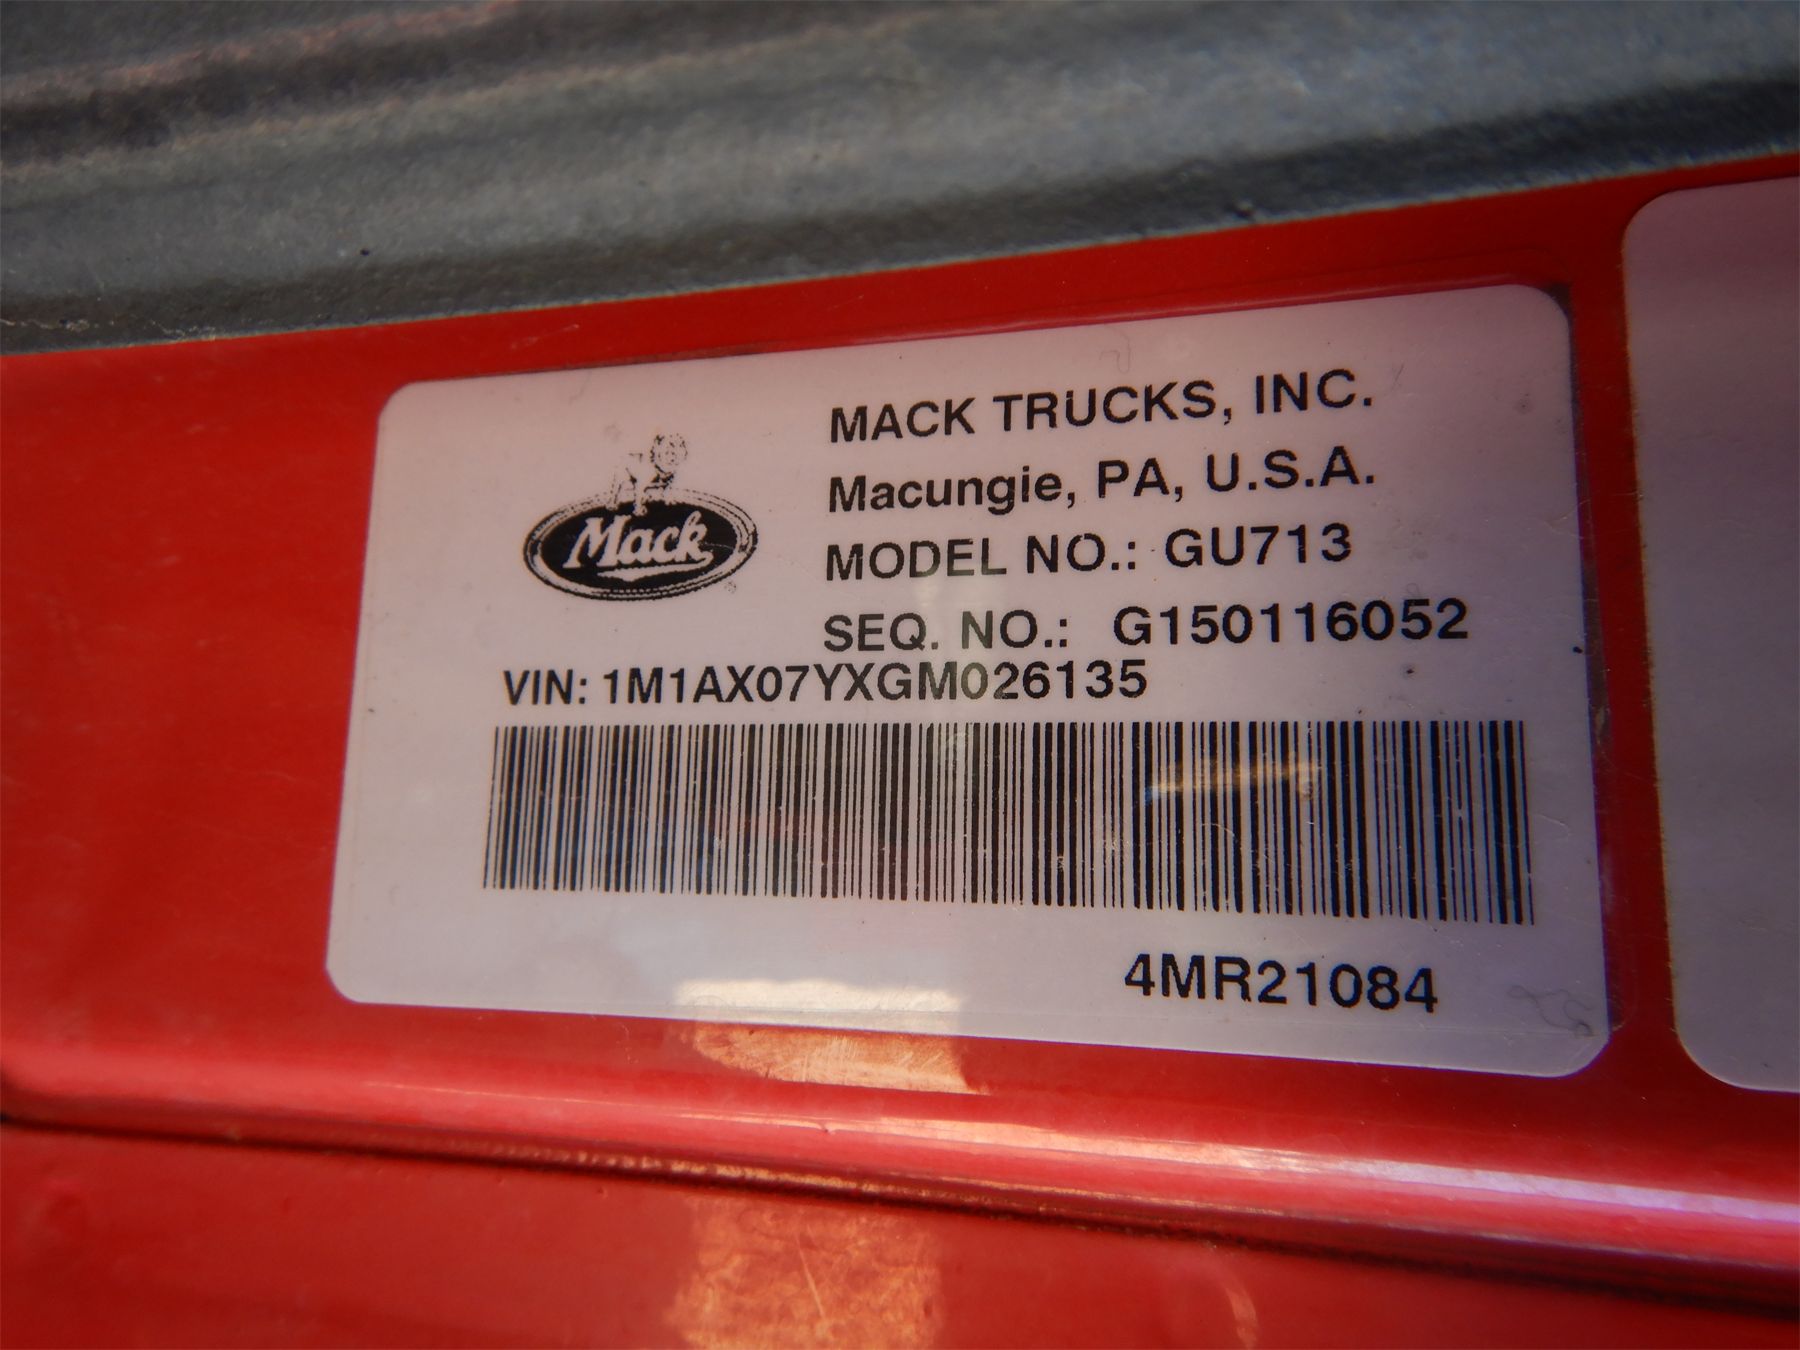 MACK TRUCKS, INC.
Macungie, PA, U.S.A.
Mack
MODEL NO.: GU713
SEQ. NO.: G150116052
VIN: 1M1AX07YXGM026135
4MR21084